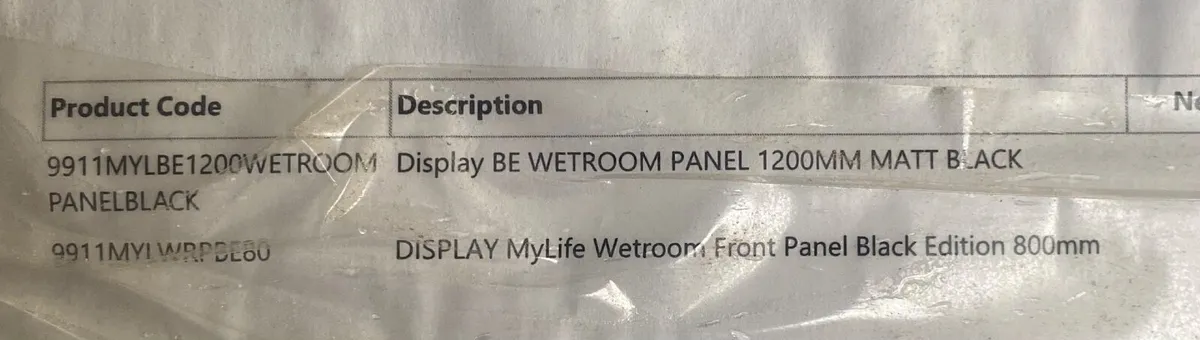 Product Code Description
9911MYLBE1200WETROOM Display BE WETROOM PANEL 1200MM MATT BLACK
PANELBLACK
9911MYLWRPBE80 DISPLAY MyLife Wetroom Front Panel Black Edition 800mm